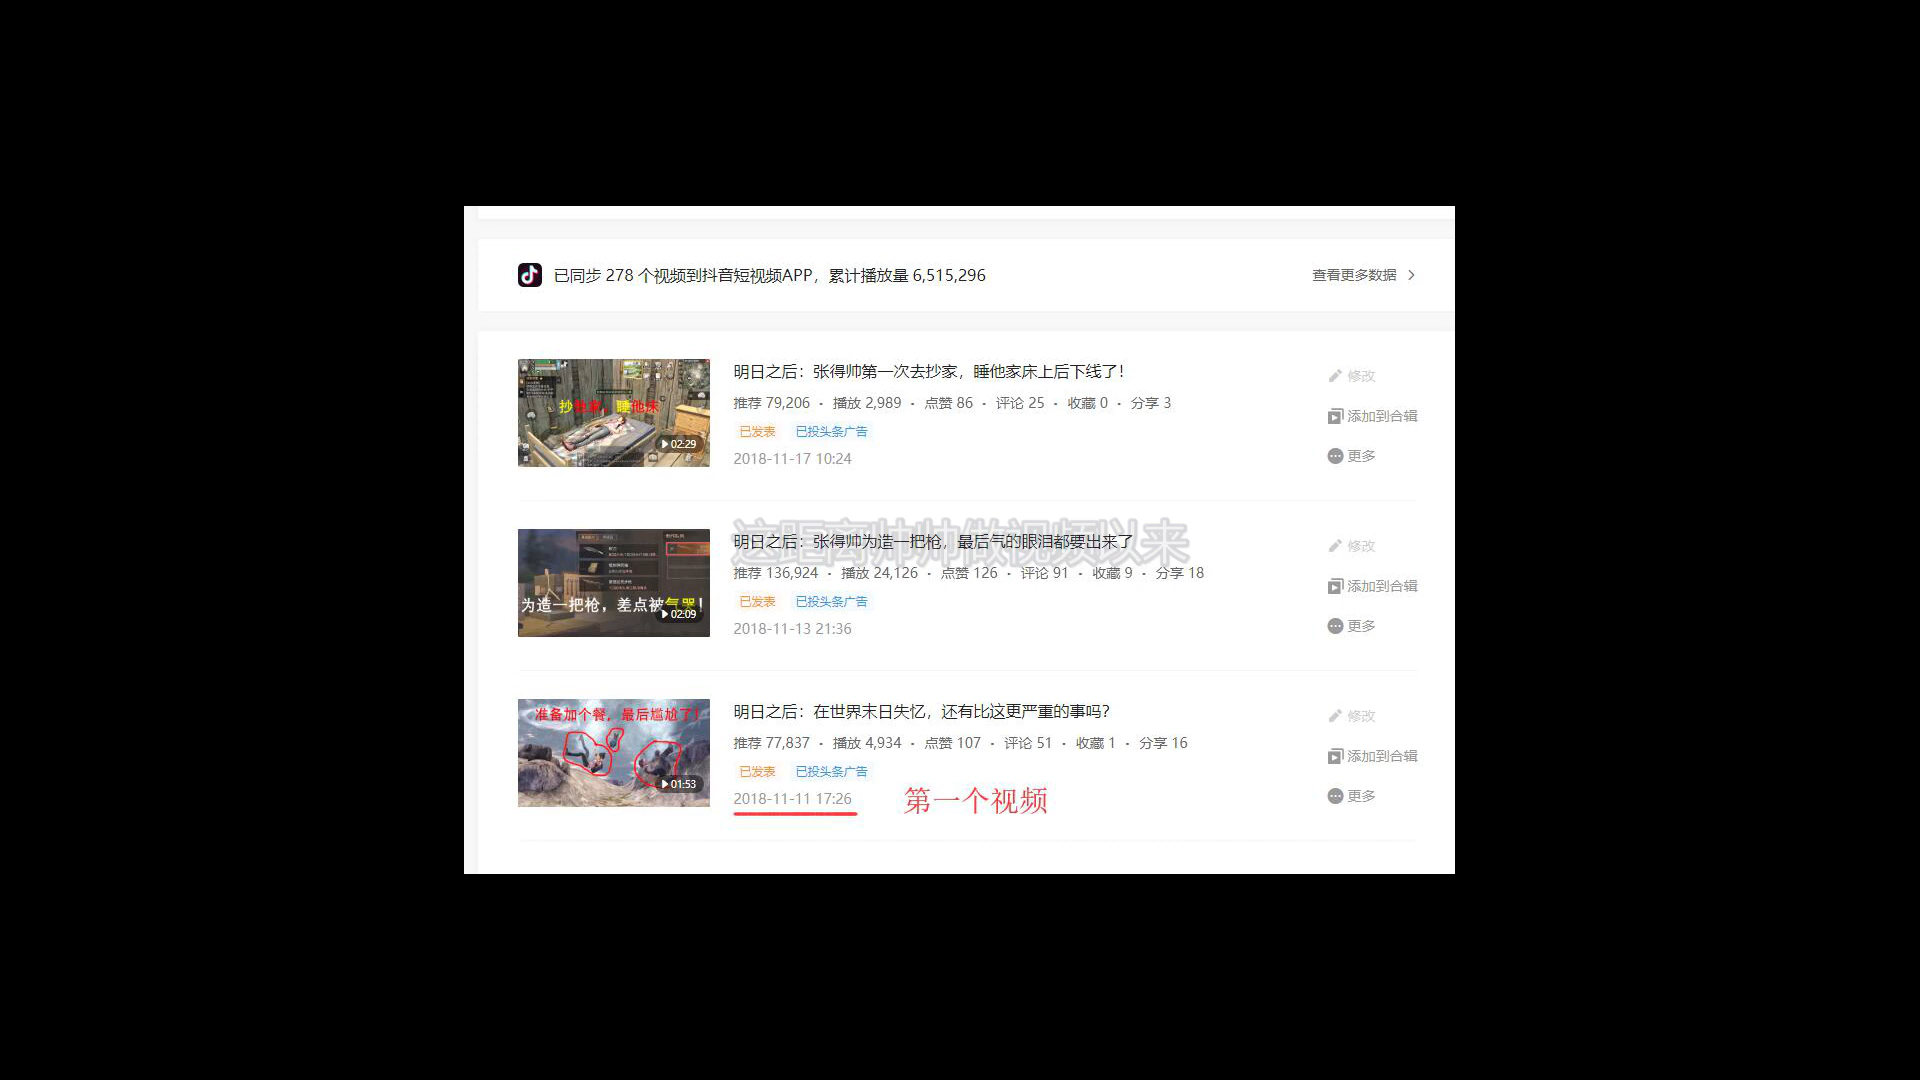 已同步 278 个视频到抖音短视频APP，累计播放量 6,515,296
查看更多数据
明日之后：张得帅第一次去抄家，睡他家床上后下线了！
推荐 79,206 · 播放 2,989 · 点赞 86 · 评论 25 · 收藏 0 · 分享 3
已发表 已投头条广告
2018-11-17 10:24
抄他家，睡他床
02:29
修改
添加到合辑
更多
这距离帅帅做视频以来
明日之后：张得帅为造一把枪，最后气的眼泪都要出来了
推荐 136,924 · 播放 24,126 · 点赞 126 · 评论 91 · 收藏 9 · 分享 18
已发表 已投头条广告
2018-11-13 21:36
为造一把枪，差点被气哭！
02:09
修改
添加到合辑
更多
明日之后：在世界末日失忆，还有比这更严重的事吗？
推荐 77,837 · 播放 4,934 · 点赞 107 · 评论 51 · 收藏 1 · 分享 16
已发表 已投头条广告
2018-11-11 17:26
第一个视频
准备加个餐，最后尴尬了！
01:53
修改
添加到合辑
更多